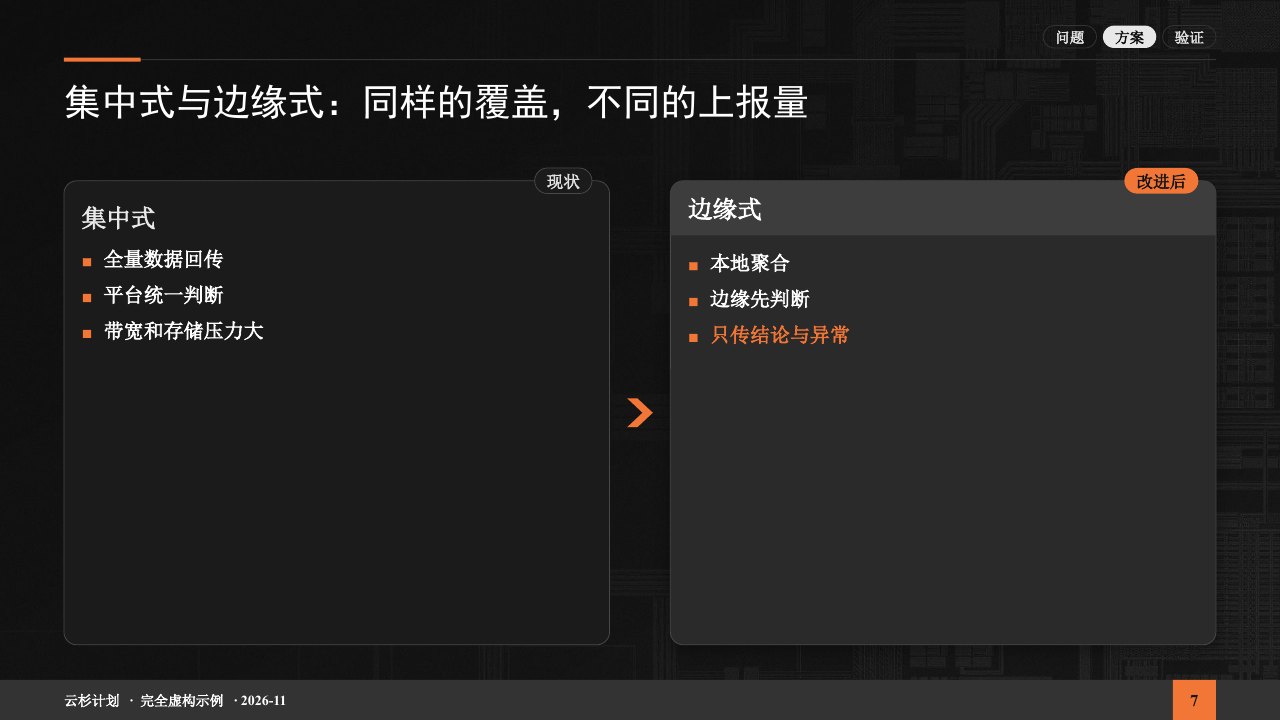 问题 方案 验证
集中式与边缘式：同样的覆盖，不同的上报量
现状
集中式
全量数据回传
平台统一判断
带宽和存储压力大
改进后
边缘式
本地聚合
边缘先判断
只传结论与异常
云杉计划 · 完全虚构示例 · 2026-11
7